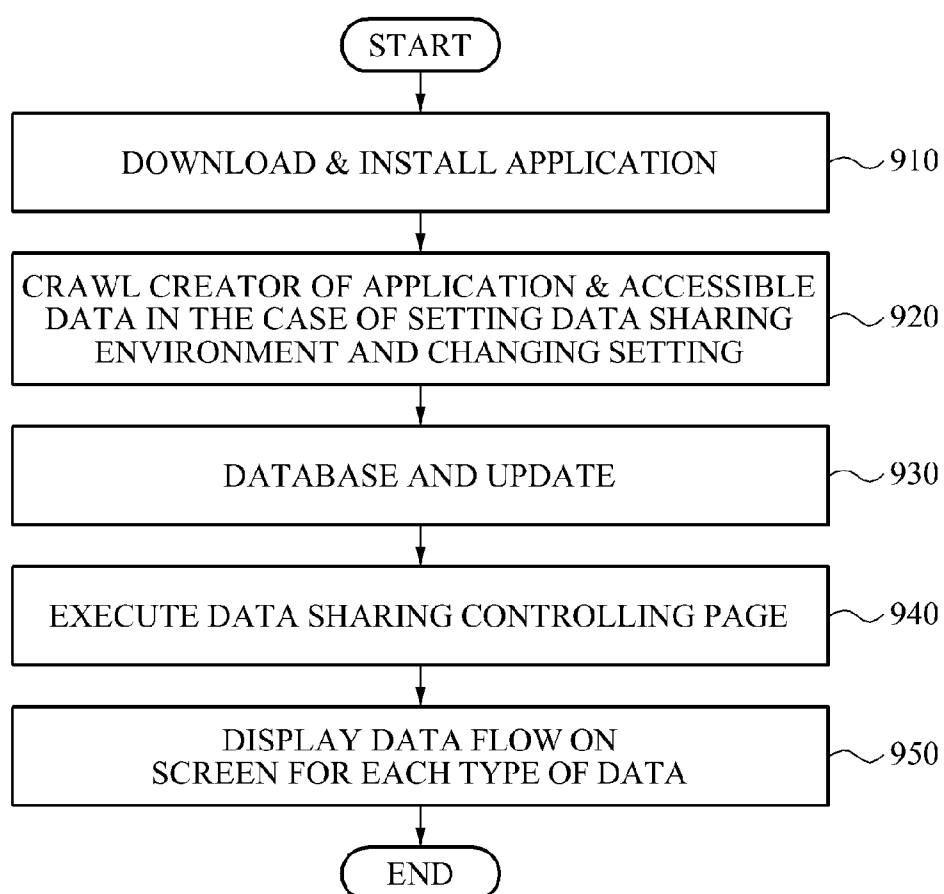 START
DOWNLOAD & INSTALL APPLICATION
910
CRAWL CREATOR OF APPLICATION & ACCESSIBLE
DATA IN THE CASE OF SETTING DATA SHARING
ENVIRONMENT AND CHANGING SETTING
920
DATABASE AND UPDATE
930
EXECUTE DATA SHARING CONTROLLING PAGE
940
DISPLAY DATA FLOW ON
SCREEN FOR EACH TYPE OF DATA
950
END